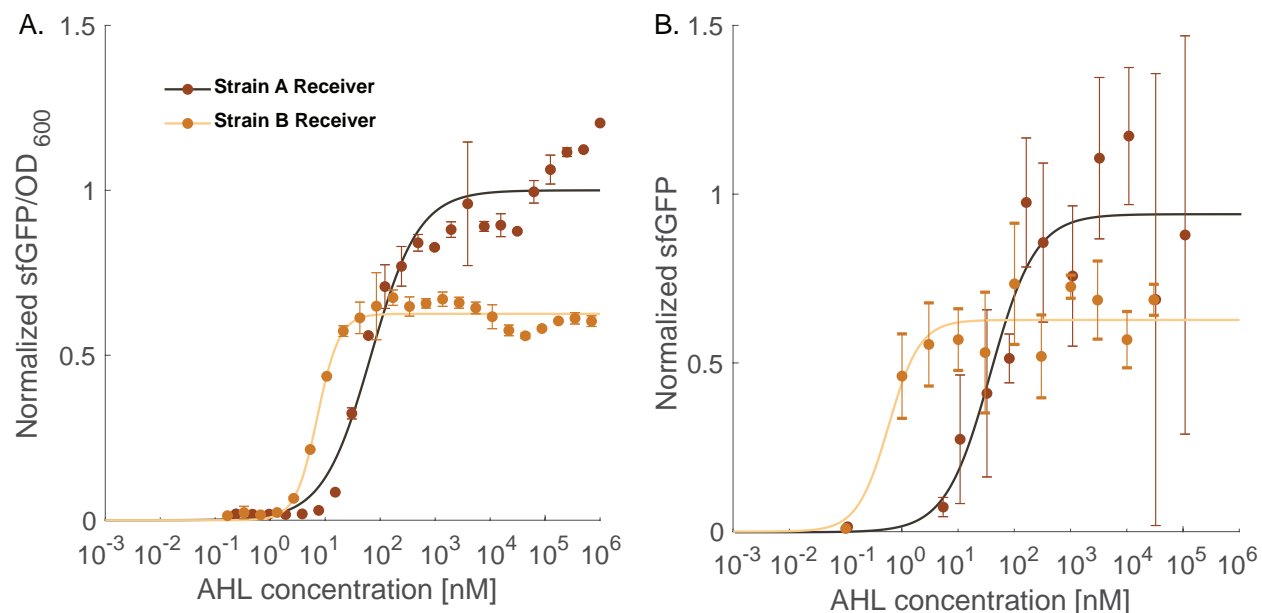 A.
1.5
1
0.5
0
Normalized sfGFP/OD600
Strain A Receiver
Strain B Receiver
10-3 10-2 10-1 100 101 102 103 104 105 106
AHL concentration [nM]
B.
1.5
1
0.5
0
Normalized sfGFP
10-3 10-2 10-1 100 101 102 103 104 105 106
AHL concentration [nM]